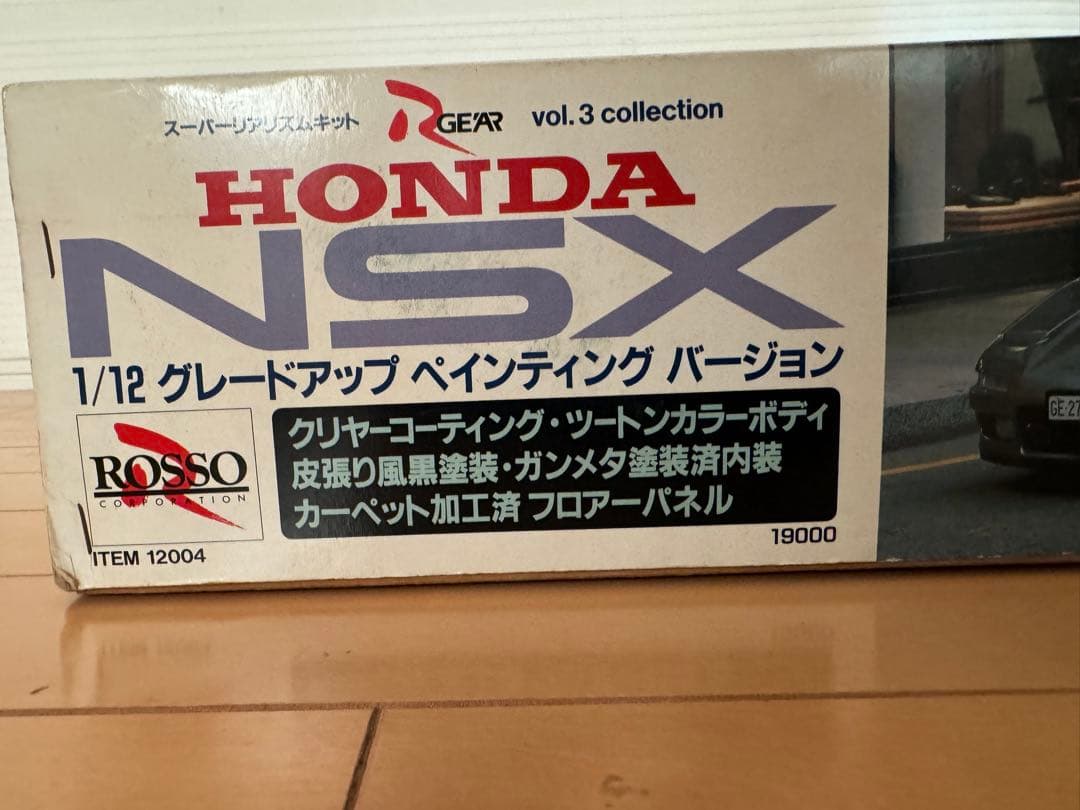 スーパーリアリズムキット R GEAR vol.3 collection
HONDA
NSX
1/12 グレードアップ ペインティング バージョン
クリヤーコーティング・ツートンカラーボディ
皮張り風黒塗装・ガンメタ塗装済内装
カーペット加工済 フロアーパネル
ROSSO
CORPORATION
ITEM 12004
19000
GE·27